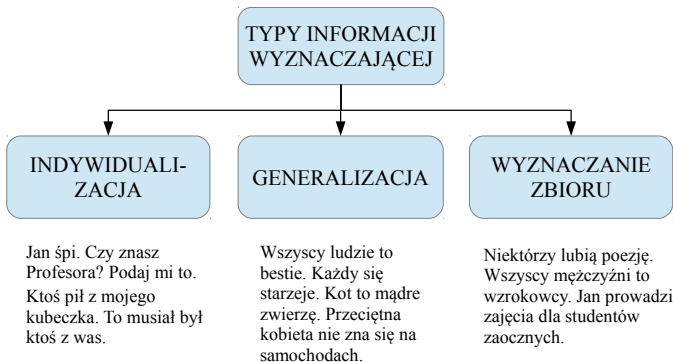 TYPY INFORMACJI
WYZNACZAJĄCEJ
INDYWIDUALI-
ZACJA
GENERALIZACJA
WYZNACZANIE
ZBIORU
Jan śpi. Czy znasz
Profesora? Podaj mi to.
Ktoś pił z mojego
kubeczka. To musiał był
ktoś z was.
Wszyscy ludzie to
bestie. Każdy się
starzeje. Kot to mądre
zwierzę. Przeciętna
kobieta nie zna się na
samochodach.
Niektórzy lubią poezję.
Wszyscy mężczyźni to
wzrokowcy. Jan prowadzi
zajęcia dla studentów
zaocznych.